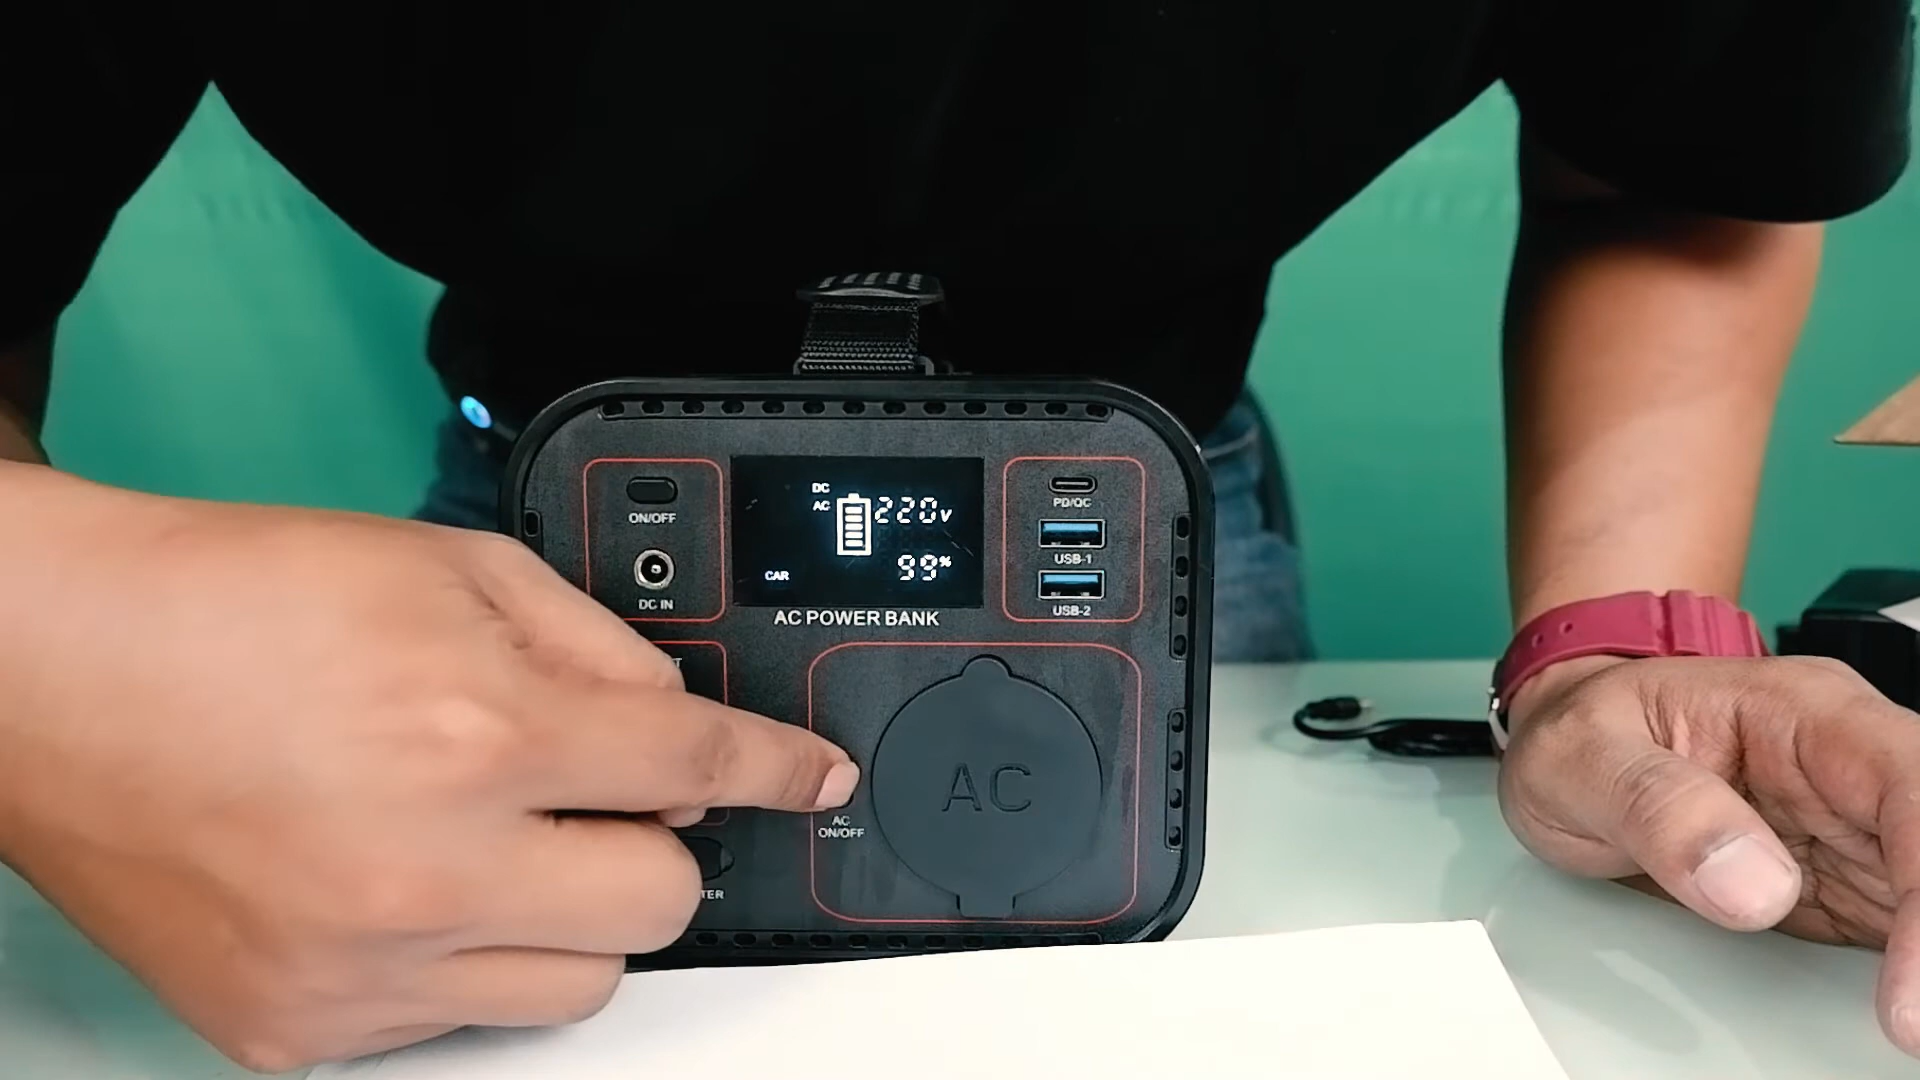 ON/OFF
DC IN
DC
AC
220v
99%
CAR
AC POWER BANK
PD/QC
USB-1
USB-2
AC
ON/OFF
AC